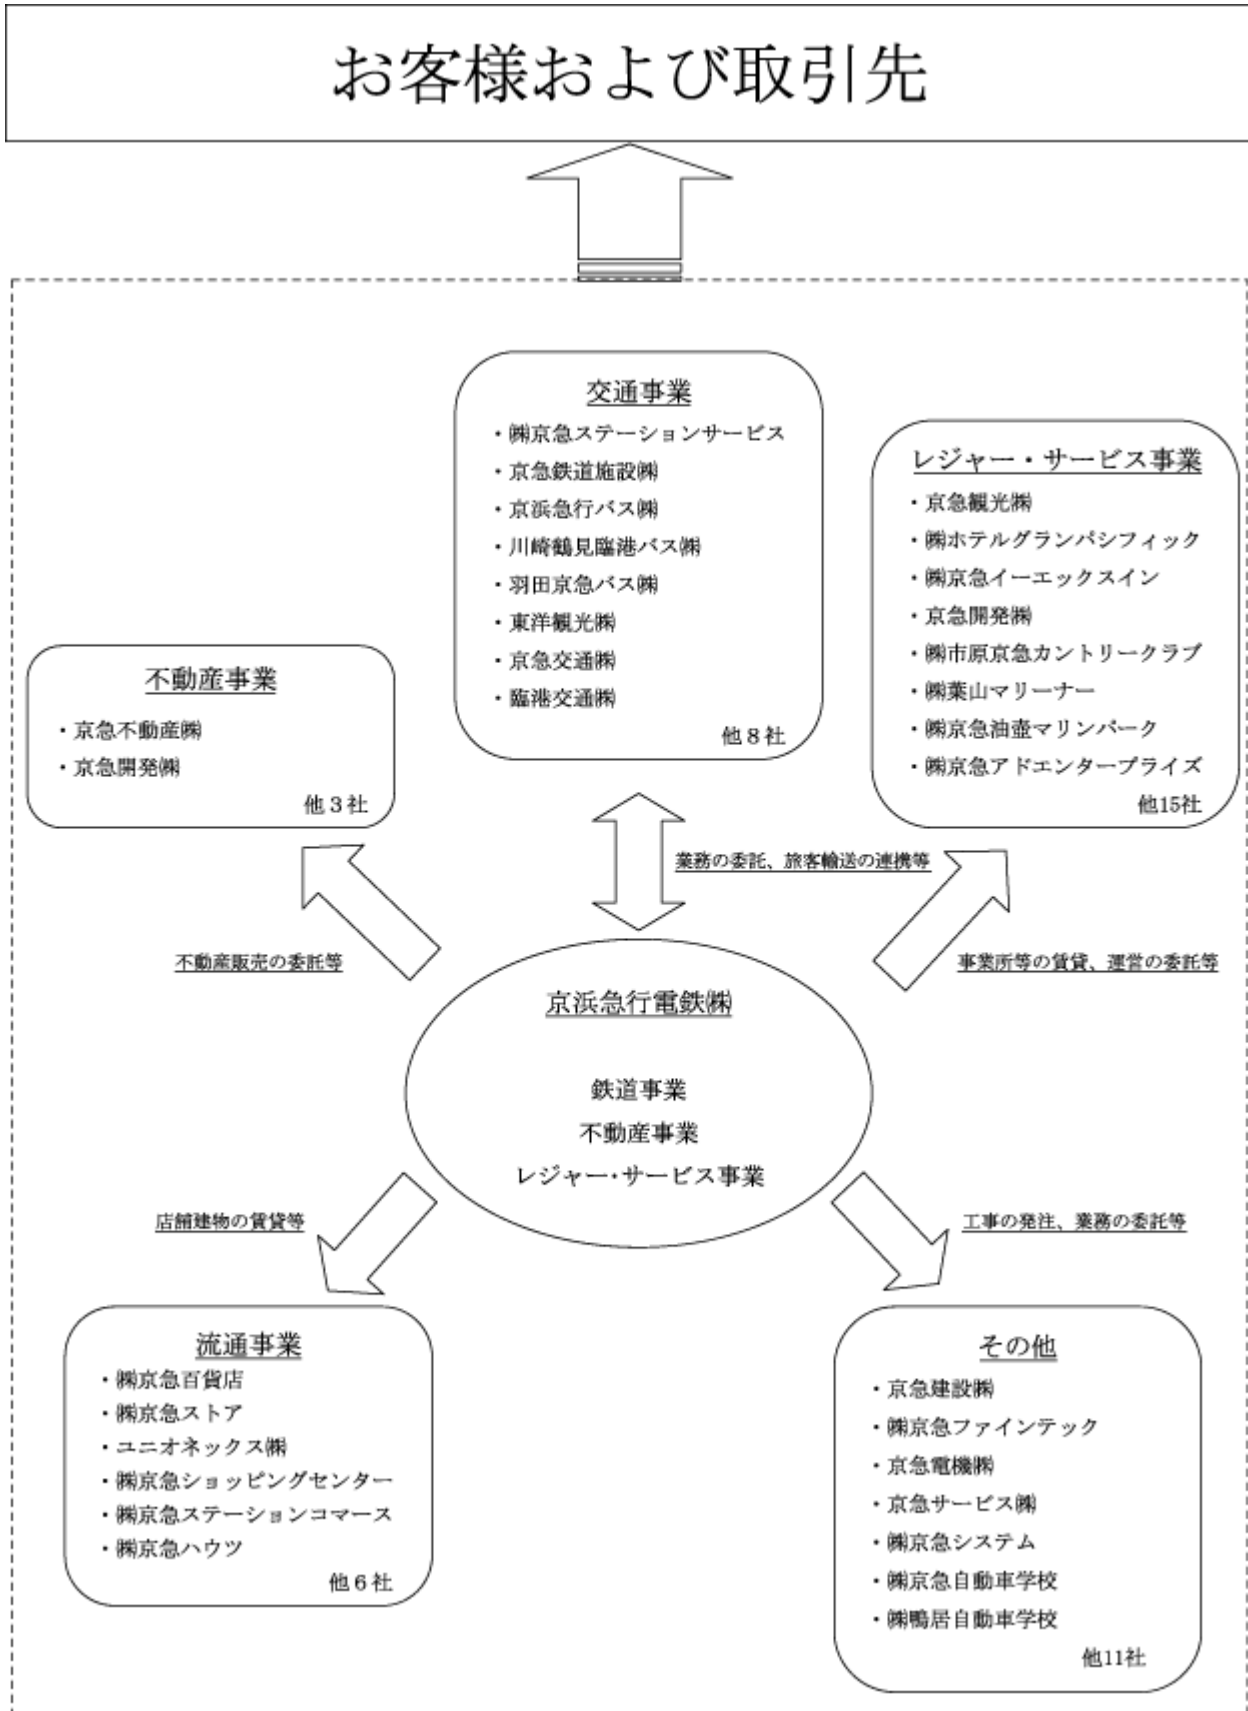 お客様および取引先
交通事業
・㈱京急ステーションサービス
・京急鉄道施設㈱
・京浜急行バス㈱
・川崎鶴見臨港バス㈱
・羽田京急バス㈱
・東洋観光㈱
・京急交通㈱
・臨港交通㈱
他８社
レジャー・サービス事業
・京急観光㈱
・㈱ホテルグランパシフィック
・㈱京急イーエックスイン
・京急開発㈱
・㈱市原京急カントリークラブ
・㈱葉山マリーナー
・㈱京急油壺マリンパーク
・㈱京急アドエンタープライズ
他15社
不動産事業
・京急不動産㈱
・京急開発㈱
他３社
業務の委託、旅客輸送の連携等
不動産販売の委託等
事業所等の賃貸、運営の委託等
京浜急行電鉄㈱
鉄道事業
不動産事業
レジャー・サービス事業
店舗建物の賃貸等
工事の発注、業務の委託等
流通事業
・㈱京急百貨店
・㈱京急ストア
・ユニオネックス㈱
・㈱京急ショッピングセンター
・㈱京急ステーションコマース
・㈱京急ハウツ
他６社
その他
・京急建設㈱
・㈱京急ファインテック
・京急電機㈱
・京急サービス㈱
・㈱京急システム
・㈱京急自動車学校
・㈱鴨居自動車学校
他11社